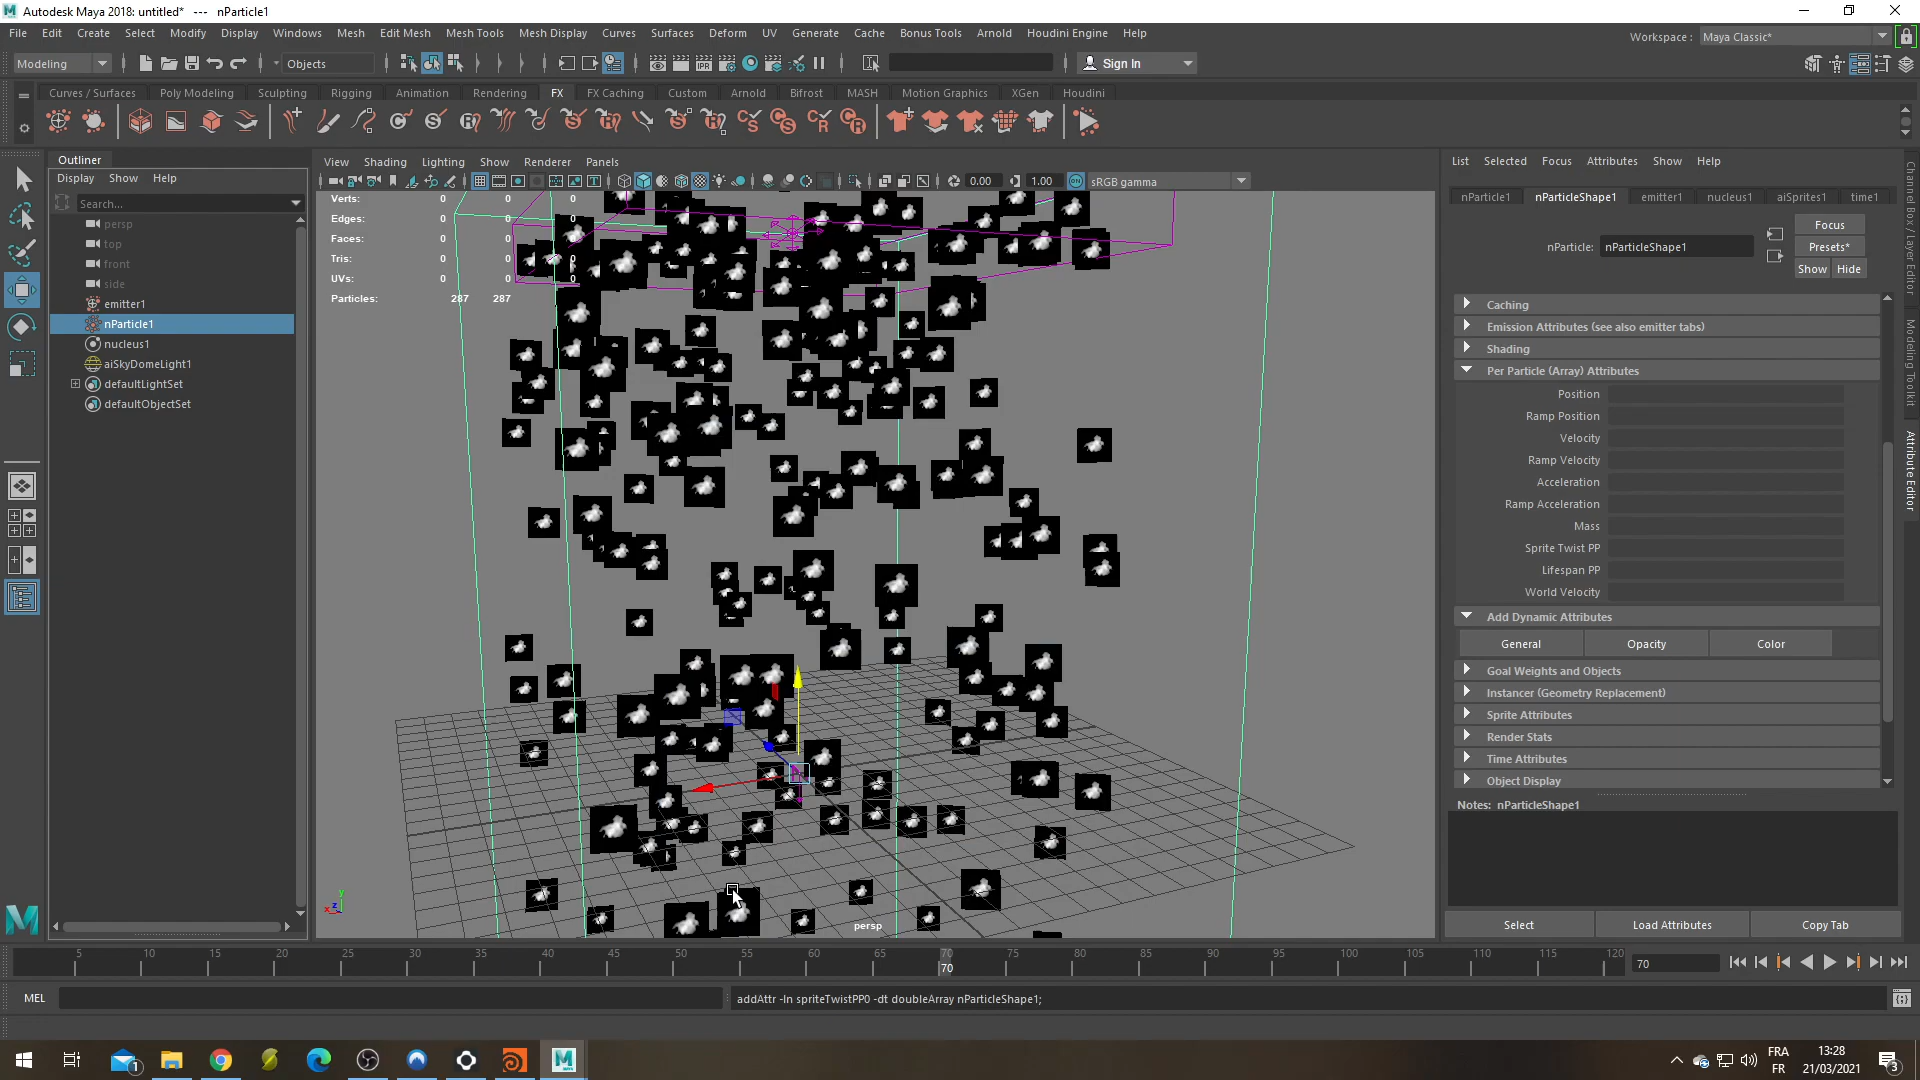 Autodesk Maya 2018: untitled*   ---   nParticle1
File Edit Create Select Modify Display Windows Mesh Edit Mesh Mesh Tools Mesh Display Curves Surfaces Deform UV Generate Cache Bonus Tools Arnold Houdini Engine Help
Workspace : Maya Classic*
Modeling Objects Sign In
Curves / Surfaces Poly Modeling Sculpting Rigging Animation Rendering FX FX Caching Custom Arnold Bifrost MASH Motion Graphics XGen Houdini
Outliner
Display Show Help
Search...
persp
top
front
side
emitter1
nParticle1
nucleus1
aiSkyDomeLight1
defaultLightSet
defaultObjectSet
View Shading Lighting Show Renderer Panels
0.00 1.00 sRGB gamma
Verts: 0 0 0
Edges: 0 0 0
Faces: 0 0 0
Tris: 0 0 0
UVs: 0 0 0
Particles: 287 287
persp
y
z
x
List Selected Focus Attributes Show Help
nParticle1 nParticleShape1 emitter1 nucleus1 aiSprites1 time1
Focus
nParticle: nParticleShape1 Presets*
Show Hide
Caching
Emission Attributes (see also emitter tabs)
Shading
Per Particle (Array) Attributes
Position
Ramp Position
Velocity
Ramp Velocity
Acceleration
Ramp Acceleration
Mass
Sprite Twist PP
Lifespan PP
World Velocity
Add Dynamic Attributes
General Opacity Color
Goal Weights and Objects
Instancer (Geometry Replacement)
Sprite Attributes
Render Stats
Time Attributes
Object Display
Notes: nParticleShape1
Select Load Attributes Copy Tab
Channel Box / Layer Editor
Modeling Toolkit
Attribute Editor
5 10 15 20 25 30 35 40 45 50 55 60 65 70 75 80 85 90 95 100 105 110 115 120
70
70
MEL
addAttr -ln spriteTwistPP0 -dt doubleArray nParticleShape1;
1
FRA
FR
13:28
21/03/2021
3